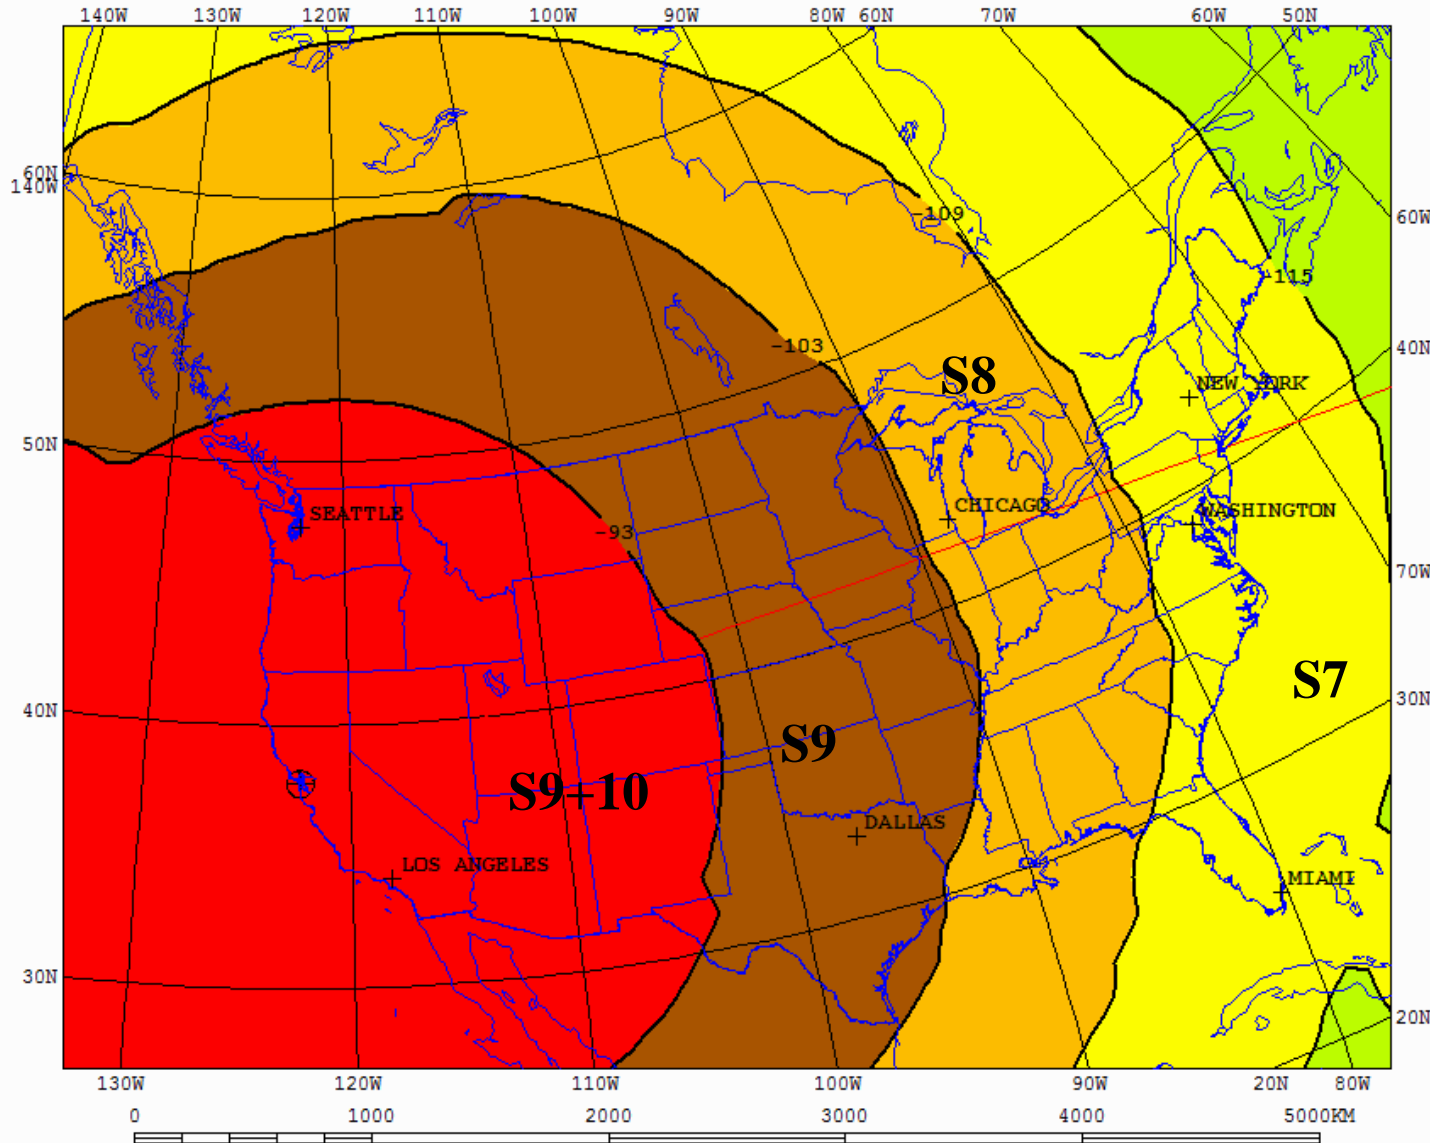 140W 130W 120W 110W 100W 90W 80W 60N 70W 60W 50N
60N
140W
-109
60W
-115
-103
40N
S8
NEW YORK
50N
CHICAGO
WASHINGTON
SEATTLE
-93
70W
S7
30N
40N
S9
S9+10
DALLAS
LOS ANGELES
MIAMI
30N
20N
130W 120W 110W 100W 90W 20N 80W
0 1000 2000 3000 4000 5000KM